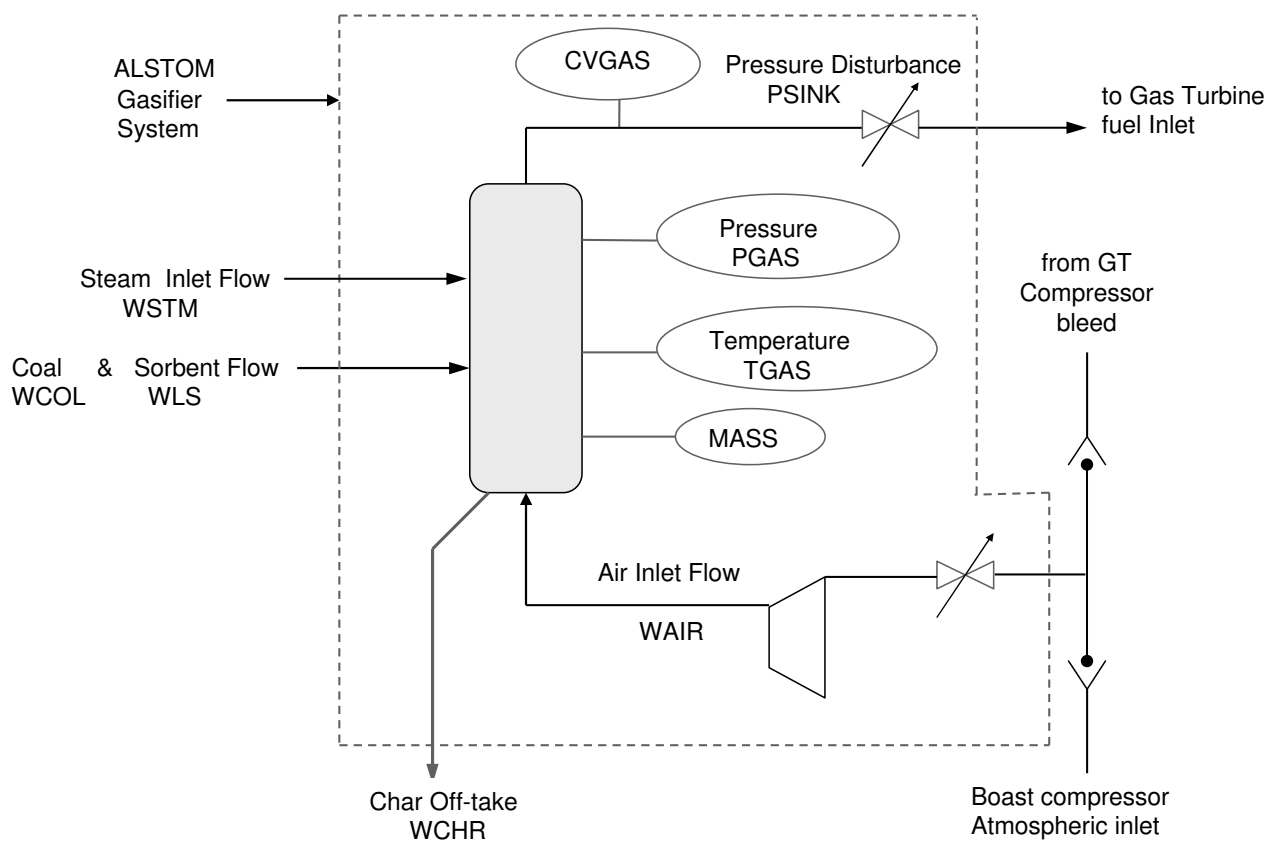 CVGAS
Pressure Disturbance
PSINK
ALSTOM
Gasifier
System
to Gas Turbine
fuel Inlet
Pressure
PGAS
Steam Inlet Flow
WSTM
from GT
Compressor
bleed
Temperature
TGAS
Coal & Sorbent Flow
WCOL WLS
MASS
Air Inlet Flow
WAIR
Char Off-take
WCHR
Boast compressor
Atmospheric inlet